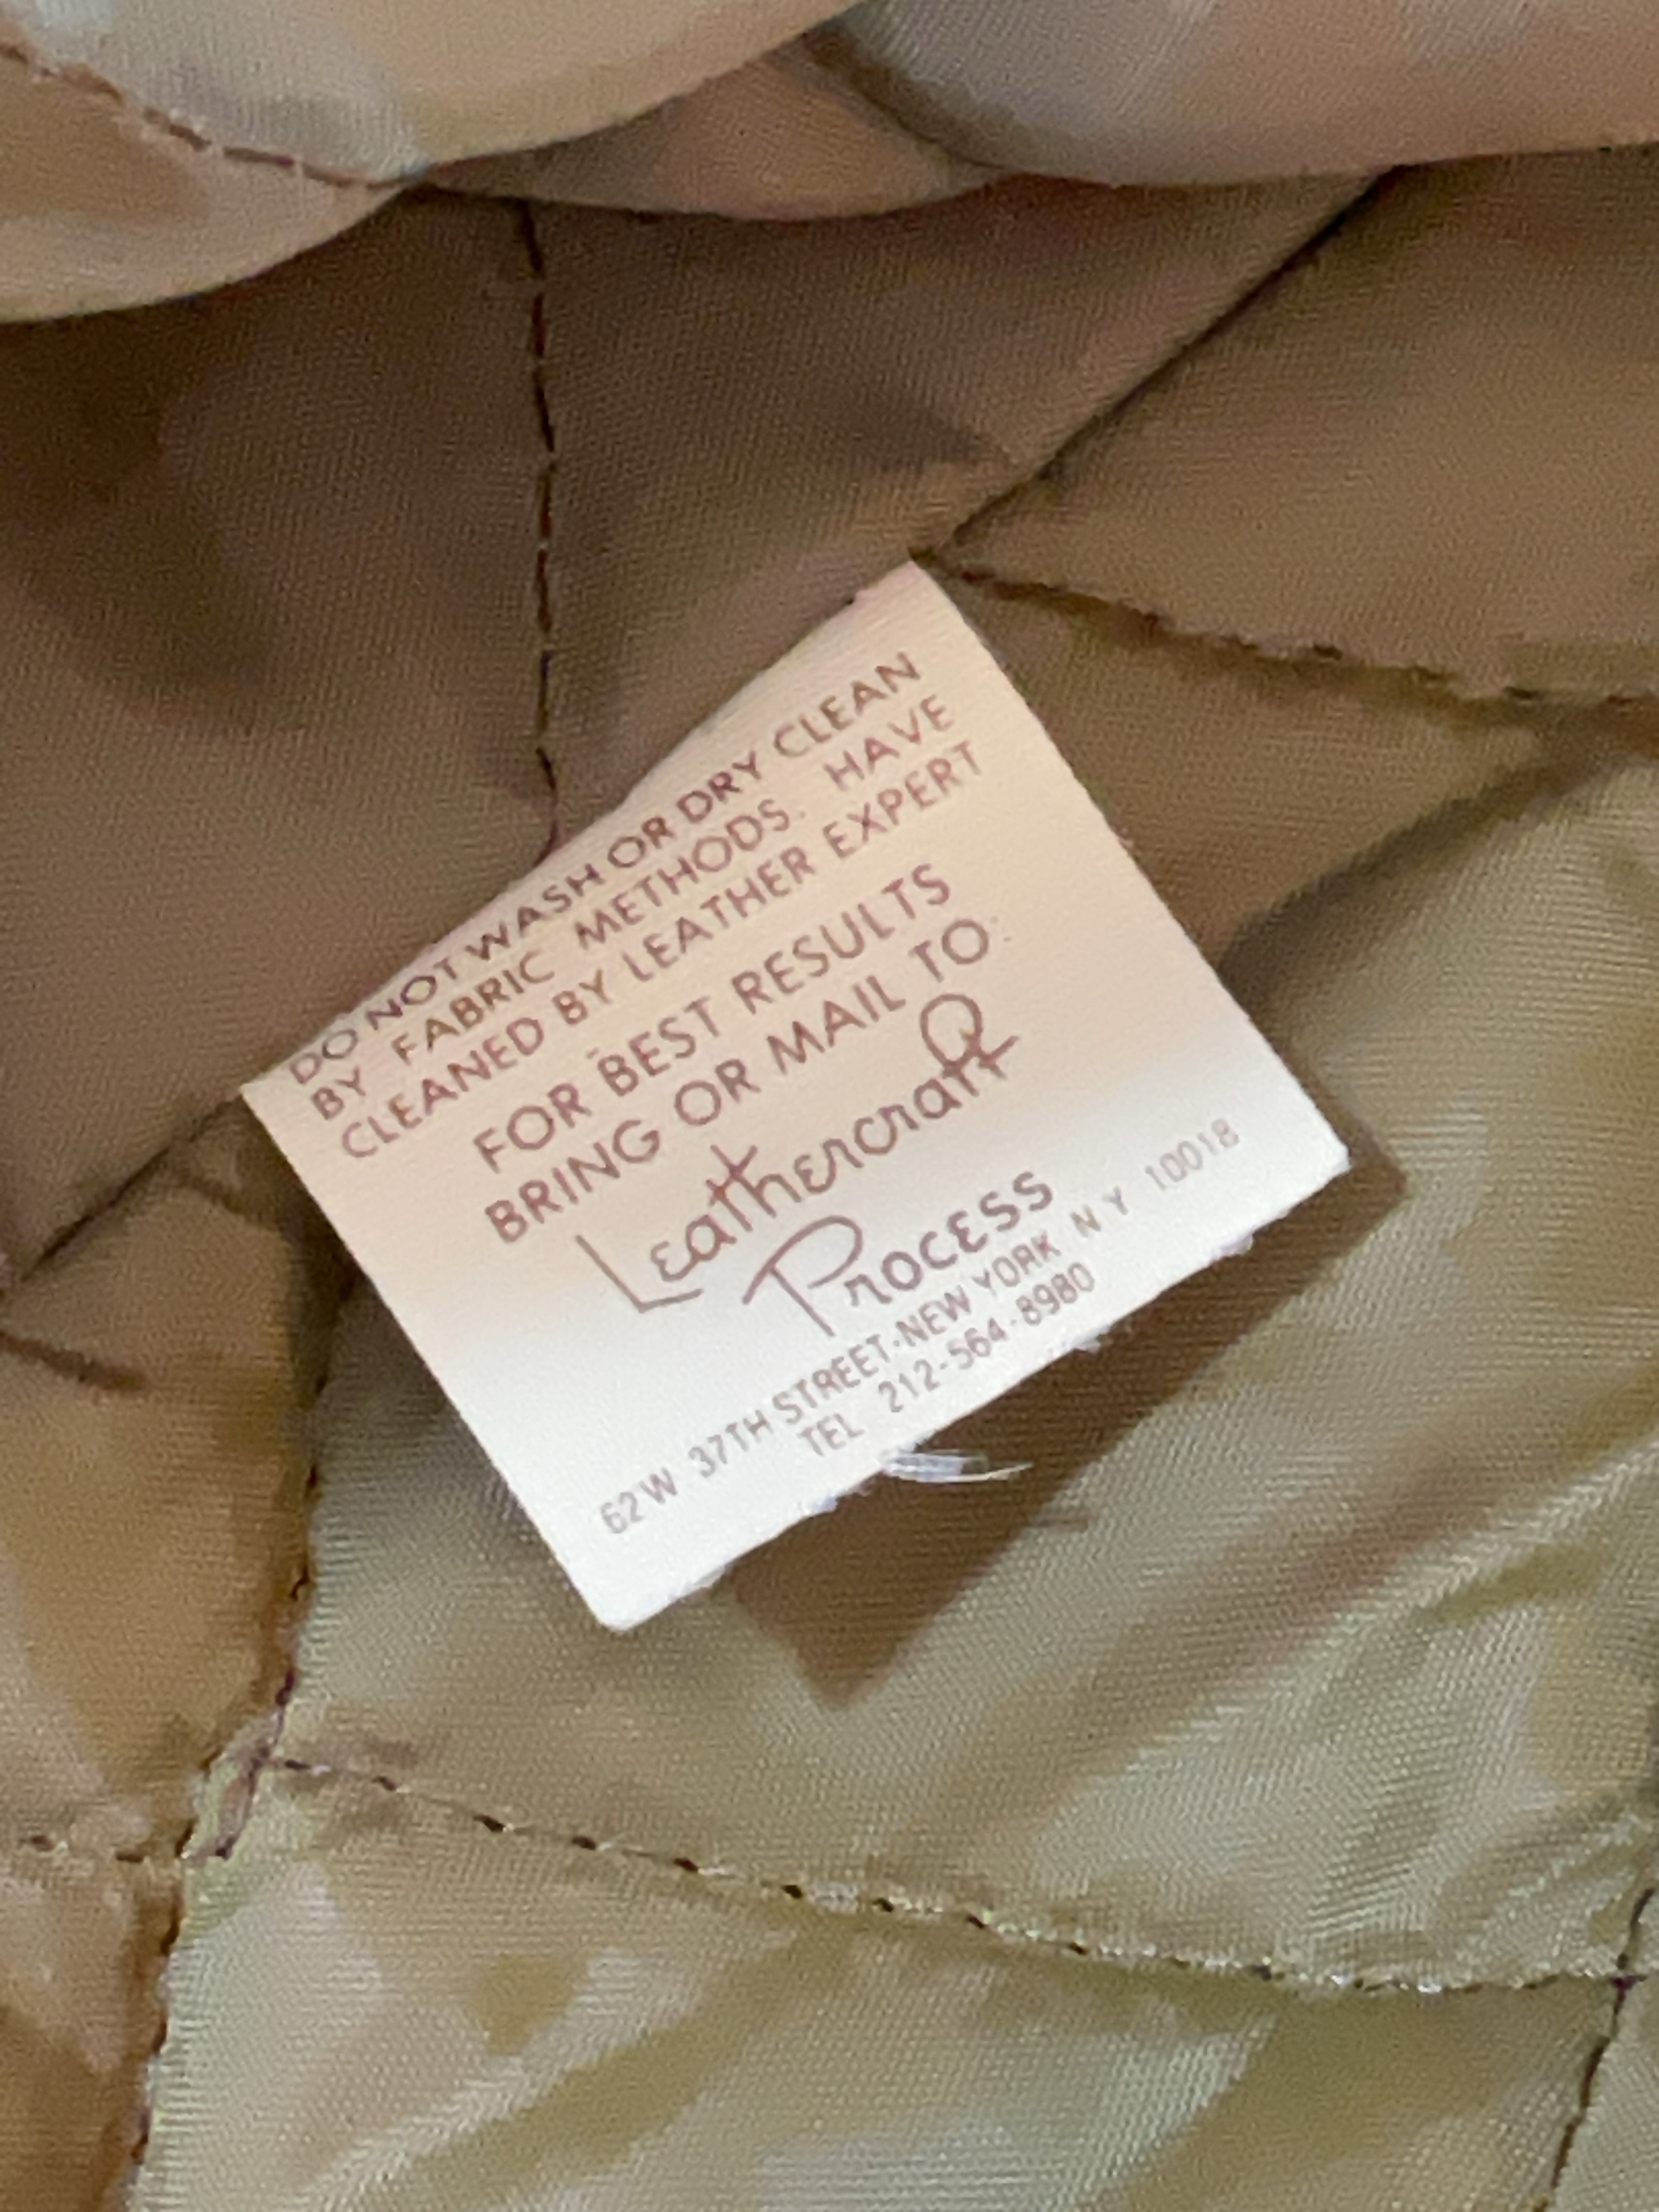 DO NOT WASH OR DRY CLEAN
BY FABRIC METHODS. HAVE
CLEANED BY LEATHER EXPERT
FOR BEST RESULTS
BRING OR MAIL TO:
Leathercraft
Process
62 W. 37TH STREET·NEW YORK N Y 10018
TEL 212-564-8980